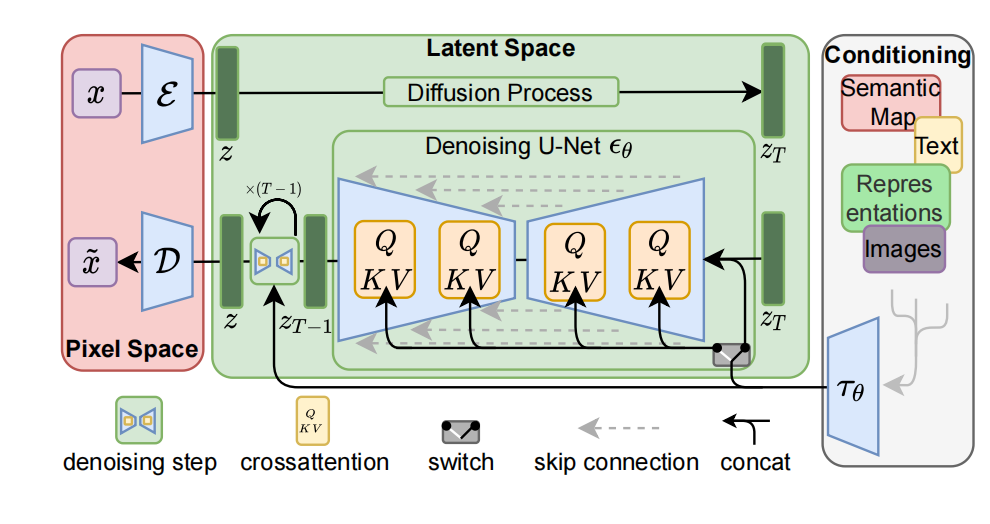 Latent Space
Conditioning
x
ℰ
Diffusion Process
z
z_T
Semantic
Map
Text
Repres
entations
Images
Denoising U-Net ϵ_θ
×(T−1)
x̃
𝒟
z
z_{T−1}
Q
KV
Q
KV
Q
KV
Q
KV
z_T
Pixel Space
τ_θ
Q
KV
denoising step
crossattention
switch
skip connection
concat